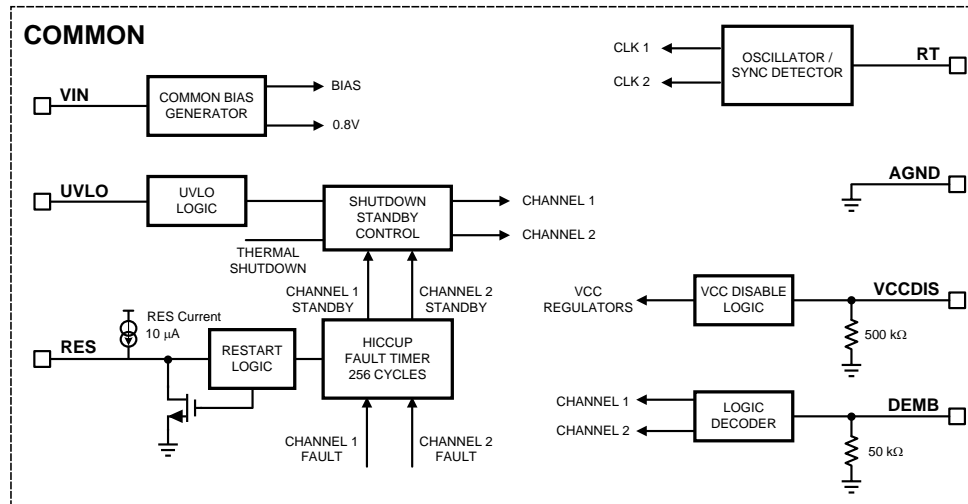 COMMON
VIN
COMMON BIAS
GENERATOR
BIAS
0.8V
CLK 1
CLK 2
OSCILLATOR /
SYNC DETECTOR
RT
UVLO
UVLO
LOGIC
SHUTDOWN
STANDBY
CONTROL
CHANNEL 1
CHANNEL 2
THERMAL
SHUTDOWN
AGND
CHANNEL 1
STANDBY
CHANNEL 2
STANDBY
VCC
REGULATORS
VCC DISABLE
LOGIC
VCCDIS
500 kΩ
RES Current
10 μA
RES
RESTART
LOGIC
HICCUP
FAULT TIMER
256 CYCLES
CHANNEL 1
FAULT
CHANNEL 2
FAULT
CHANNEL 1
CHANNEL 2
LOGIC
DECODER
DEMB
50 kΩ